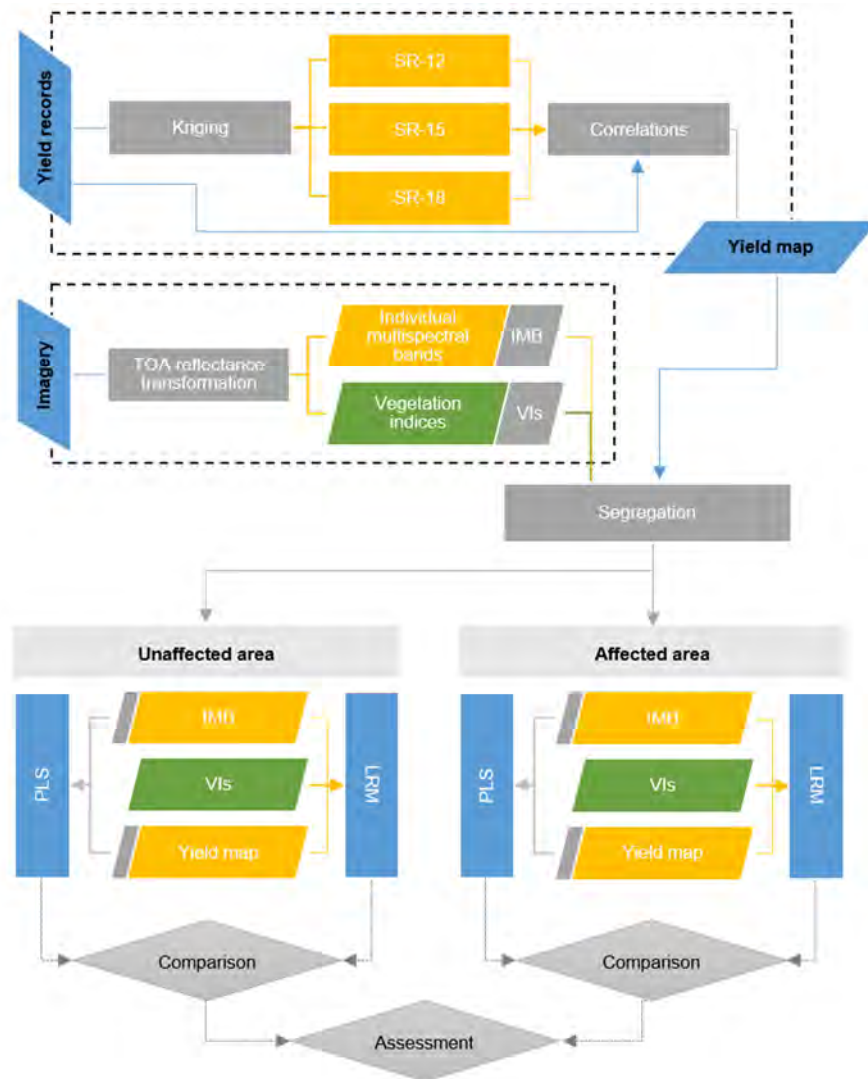 Yield records
Kriging
SR-12
SR-15
SR-18
Correlations
Yield map
Imagery
TOA reflectance
transformation
Individual
multispectral
bands
IMB
Vegetation
indices
VIs
Segregation
Unaffected area
Affected area
PLS
IMB
VIs
Yield map
LRM
PLS
IMB
VIs
Yield map
LRM
Comparison
Comparison
Assessment